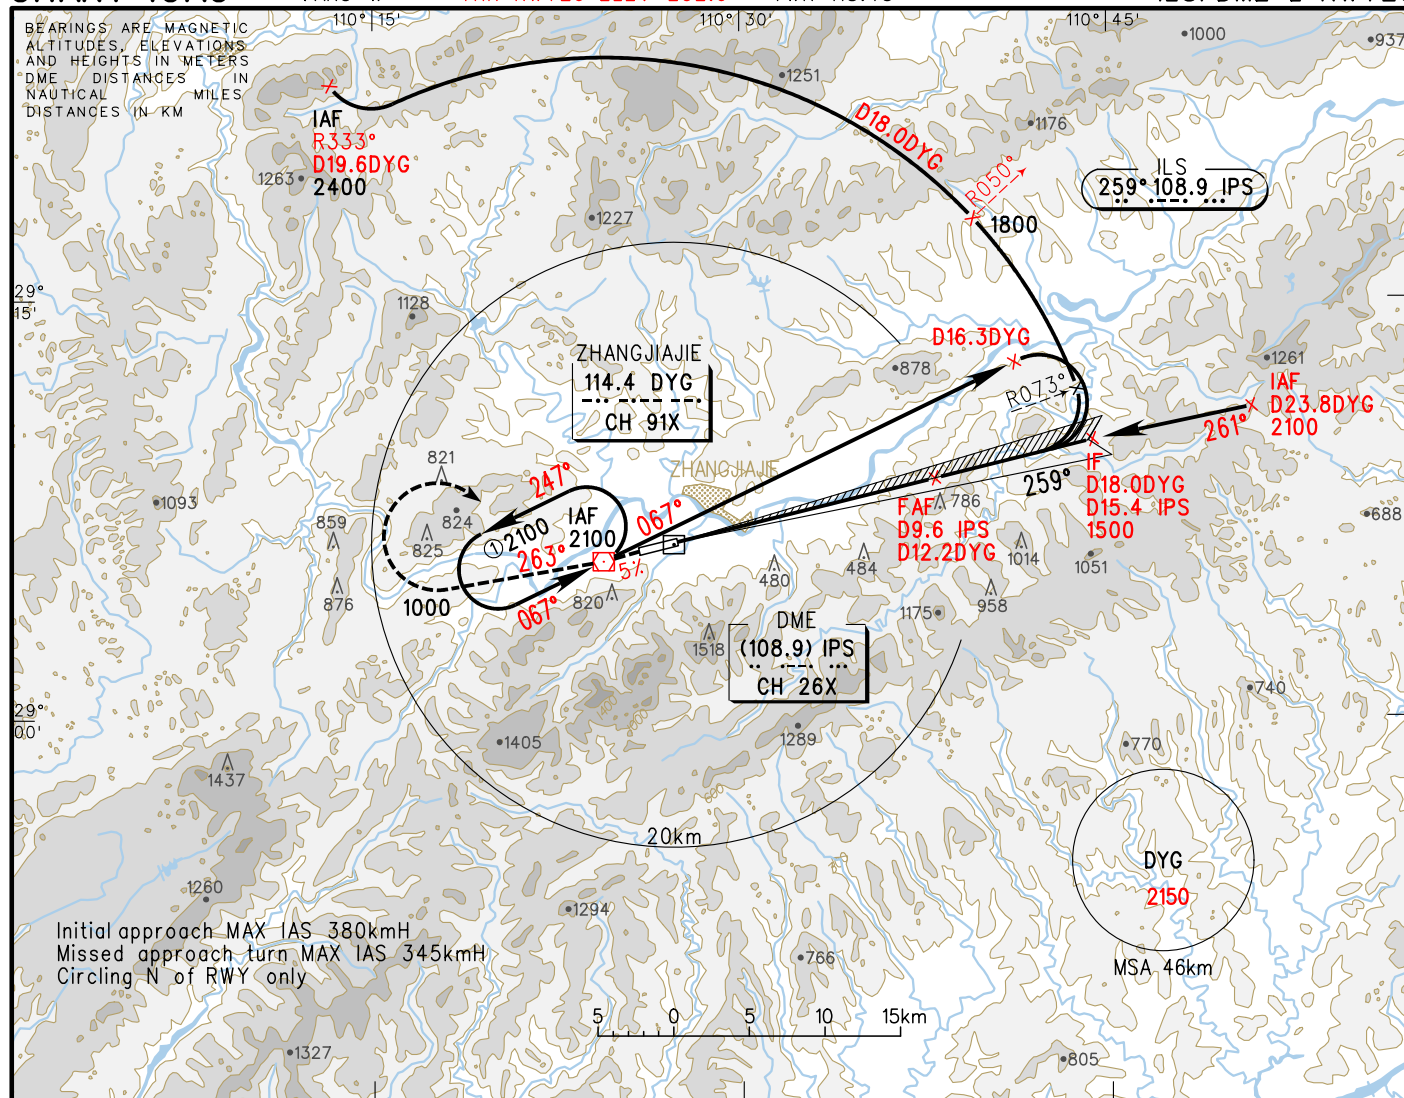 110°15'
110°30'
110°45'
BEARINGS ARE MAGNETIC
ALTITUDES, ELEVATIONS
AND HEIGHTS IN METERS
DME DISTANCES IN
NAUTICAL MILES
DISTANCES IN KM
1000
937
1251
IAF
R333°
D19.6DYG
2400
1263
D18.0DYG
1176
R050°
1800
ILS
259° 108.9 IPS
1227
29°
15'
1128
ZHANGJIAJIE
114.4 DYG
CH 91X
D16.3DYG
878
1261
R073°
IAF
D23.8DYG
2100
261°
821
247°
ZHANGJIAJIE
IF
D18.0DYG
D15.4 IPS
1500
259°
1093
859
824
825
①2100
IAF
2100
067°
FAF
D9.6 IPS
D12.2DYG
786
688
263°
5%
480
484
1014
1051
876
1000
067°
820
958
1175
1518
DME
(108.9) IPS
CH 26X
740
1400
1000
29°
00'
1405
1289
770
1437
600
20km
DYG
2150
MSA 46km
1260
1294
Initial approach MAX IAS 380kmH
Missed approach turn MAX IAS 345kmH
Circling N of RWY only
766
5 0 5 10 15km
1327
805